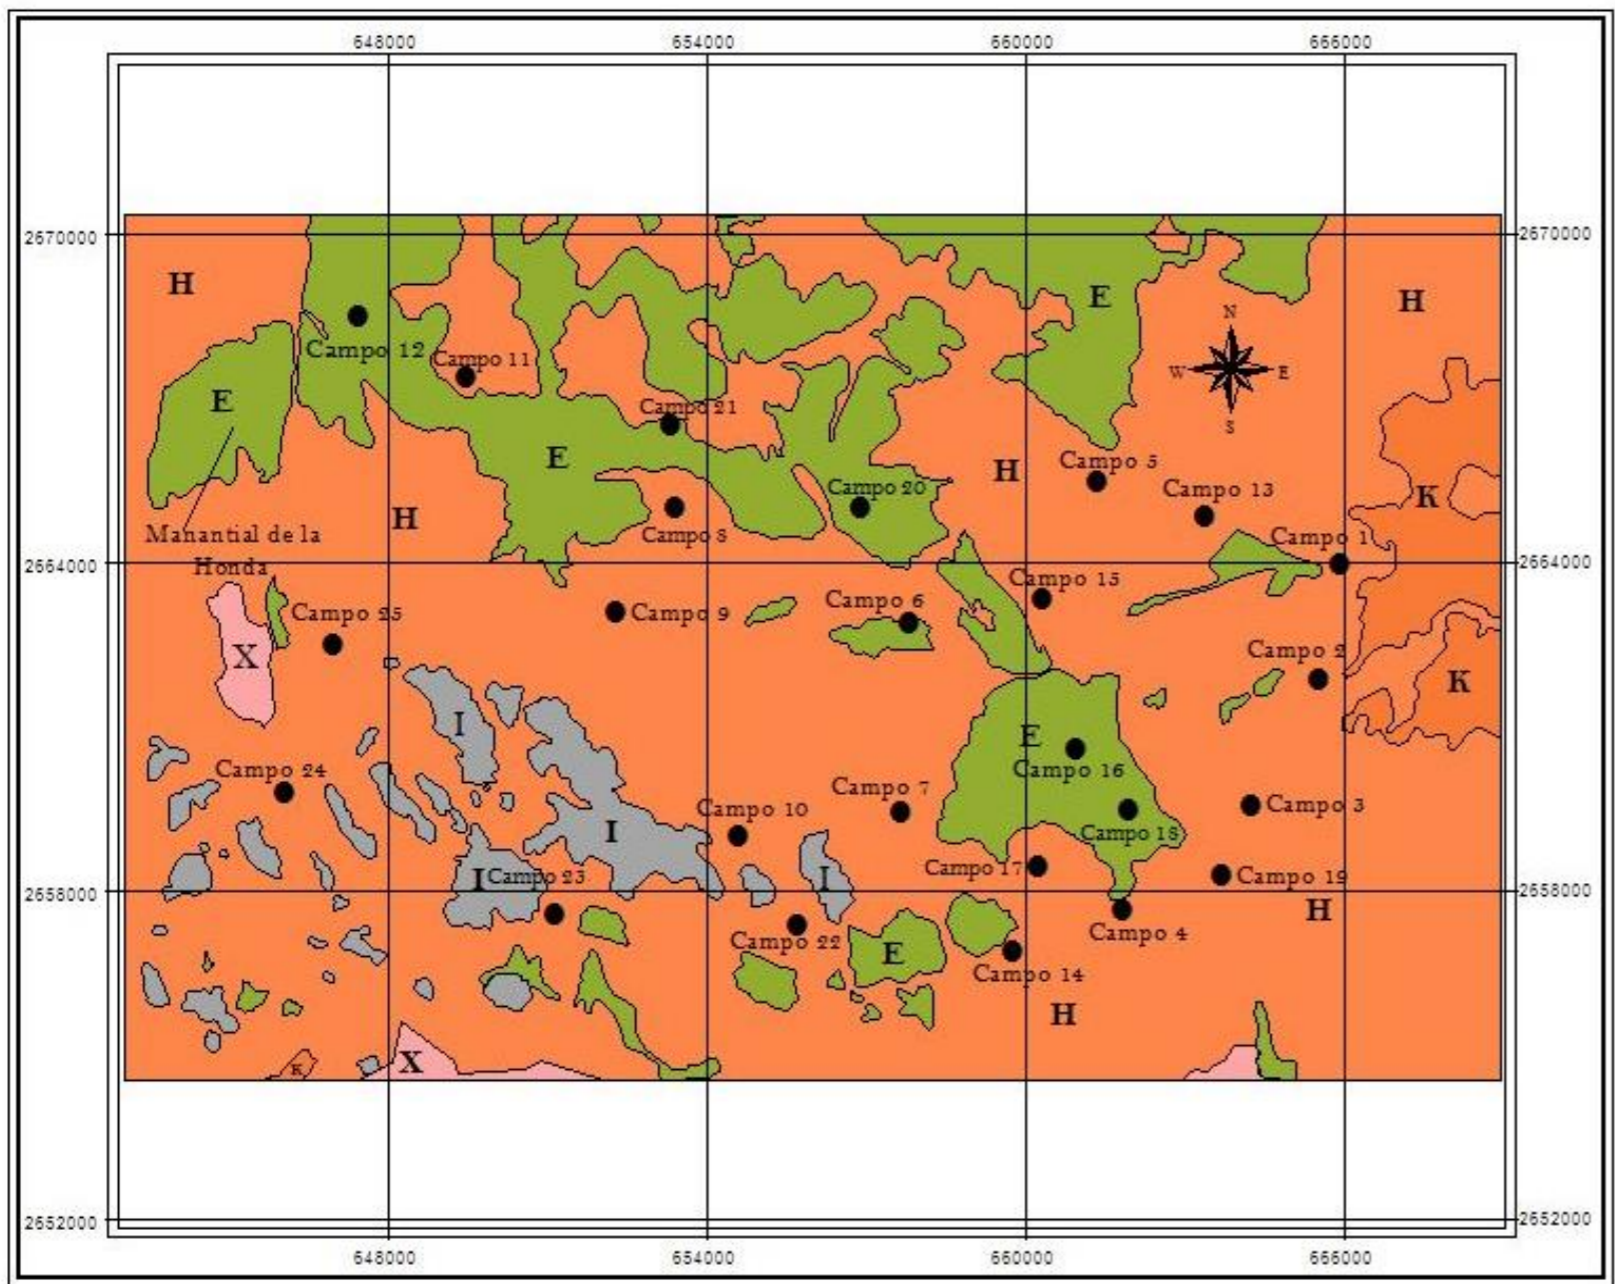 648000 654000 660000 666000
2670000 2670000
H
E
H
N
Campo 12
Campo 11
W E
E
Campo 21
S
E
H
Campo 5
Campo 20
Campo 13
K
H
Manantial de la
Honda
Campo 8
Campo 1
2664000 2664000
Campo 15
Campo 25
Campo 9
Campo 6
X
Campo 2
K
I
E
Campo 24
Campo 16
Campo 7
Campo 10
Campo 3
I
Campo 18
Campo 17
I Campo 23
I
Campo 19
2658000 2658000
H
Campo 22
E
Campo 4
Campo 14
H
X
K
2652000 2652000
648000 654000 660000 666000